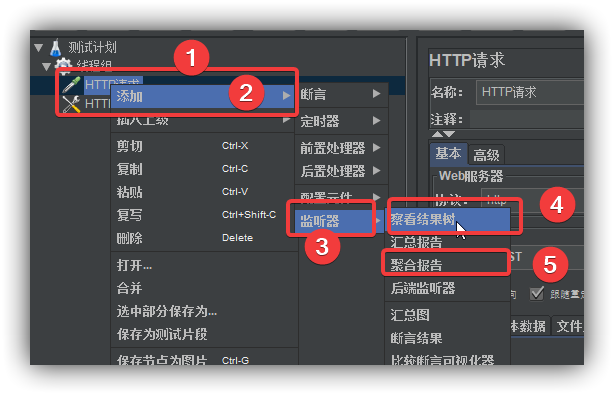 测试计划
线程组
1
HTTP请求
2
添加
插入上级
剪切 Ctrl-X
复制 Ctrl-C
粘贴 Ctrl-V
复写 Ctrl+Shift-C
删除 Delete
打开...
合并
选中部分保存为...
保存为测试片段
保存节点为图片 Ctrl-G
断言
定时器
前置处理器
后置处理器
配置元件
监听器
3
察看结果树
4
汇总报告
聚合报告
5
后端监听器
汇总图
断言结果
比较断言可视化器
HTTP请求
名称: HTTP请求
注释:
基本 高级
Web服务器
协议: http
ST
跟随重定
体数据 文件